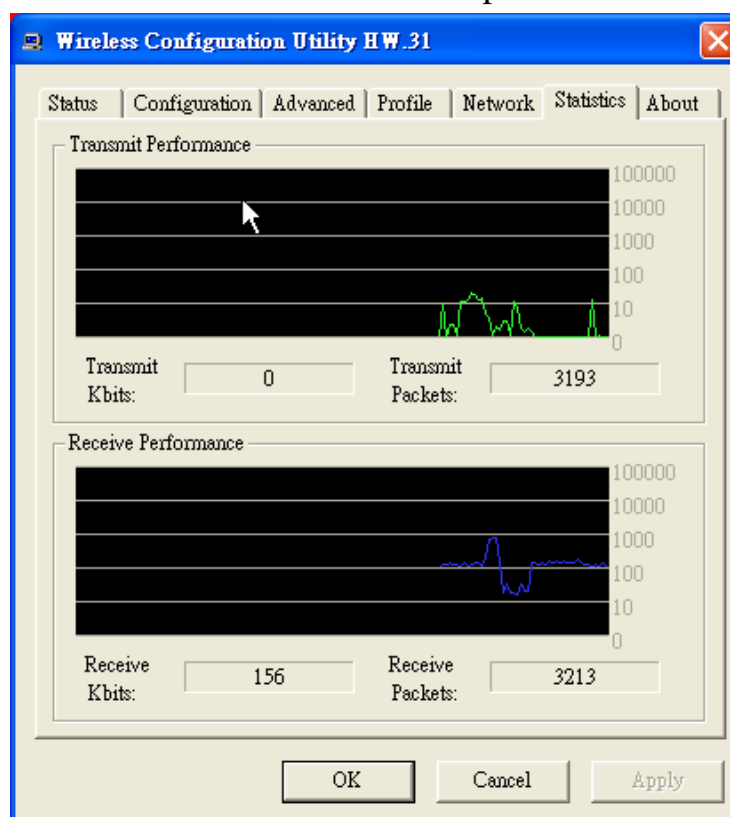 Wireless Configuration Utility HW.31
Status Configuration Advanced Profile Network Statistics About
Transmit Performance
100000
10000
1000
100
10
0
Transmit Kbits: 0 Transmit Packets: 3193
Receive Performance
100000
10000
1000
100
10
0
Receive Kbits: 156 Receive Packets: 3213
OK Cancel Apply